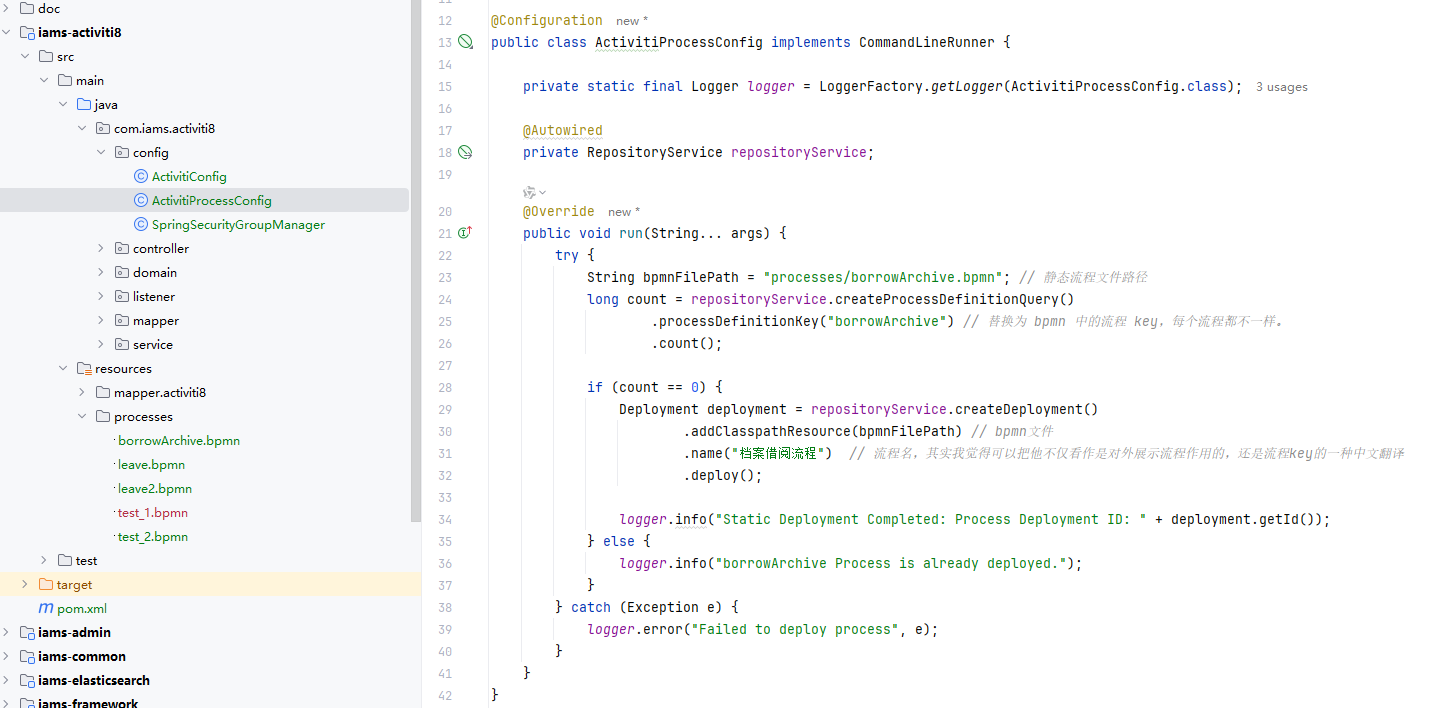 doc
iams-activiti8
src
main
java
com.iams.activiti8
config
ActivitiConfig
ActivitiProcessConfig
SpringSecurityGroupManager
controller
domain
listener
mapper
service
resources
mapper.activiti8
processes
borrowArchive.bpmn
leave.bpmn
leave2.bpmn
test_1.bpmn
test_2.bpmn
test
target
pom.xml
iams-admin
iams-common
iams-elasticsearch
iams-framework
11
12 @Configuration new *
13 public class ActivitiProcessConfig implements CommandLineRunner {
14
15 private static final Logger logger = LoggerFactory.getLogger(ActivitiProcessConfig.class); 3 usages
16
17 @Autowired
18 private RepositoryService repositoryService;
19
20 @Override new *
21 public void run(String... args) {
22 try {
23 String bpmnFilePath = "processes/borrowArchive.bpmn"; // 静态流程文件路径
24 long count = repositoryService.createProcessDefinitionQuery()
25 .processDefinitionKey("borrowArchive") // 替换为 bpmn 中的流程 key，每个流程都不一样。
26 .count();
27
28 if (count == 0) {
29 Deployment deployment = repositoryService.createDeployment()
30 .addClasspathResource(bpmnFilePath) // bpmn文件
31 .name("档案借阅流程") // 流程名，其实我觉得可以把他不仅看作是对外展示流程作用的，还是流程key的一种中文翻译
32 .deploy();
33
34 logger.info("Static Deployment Completed: Process Deployment ID: " + deployment.getId());
35 } else {
36 logger.info("borrowArchive Process is already deployed.");
37 }
38 } catch (Exception e) {
39 logger.error("Failed to deploy process", e);
40 }
41 }
42 }